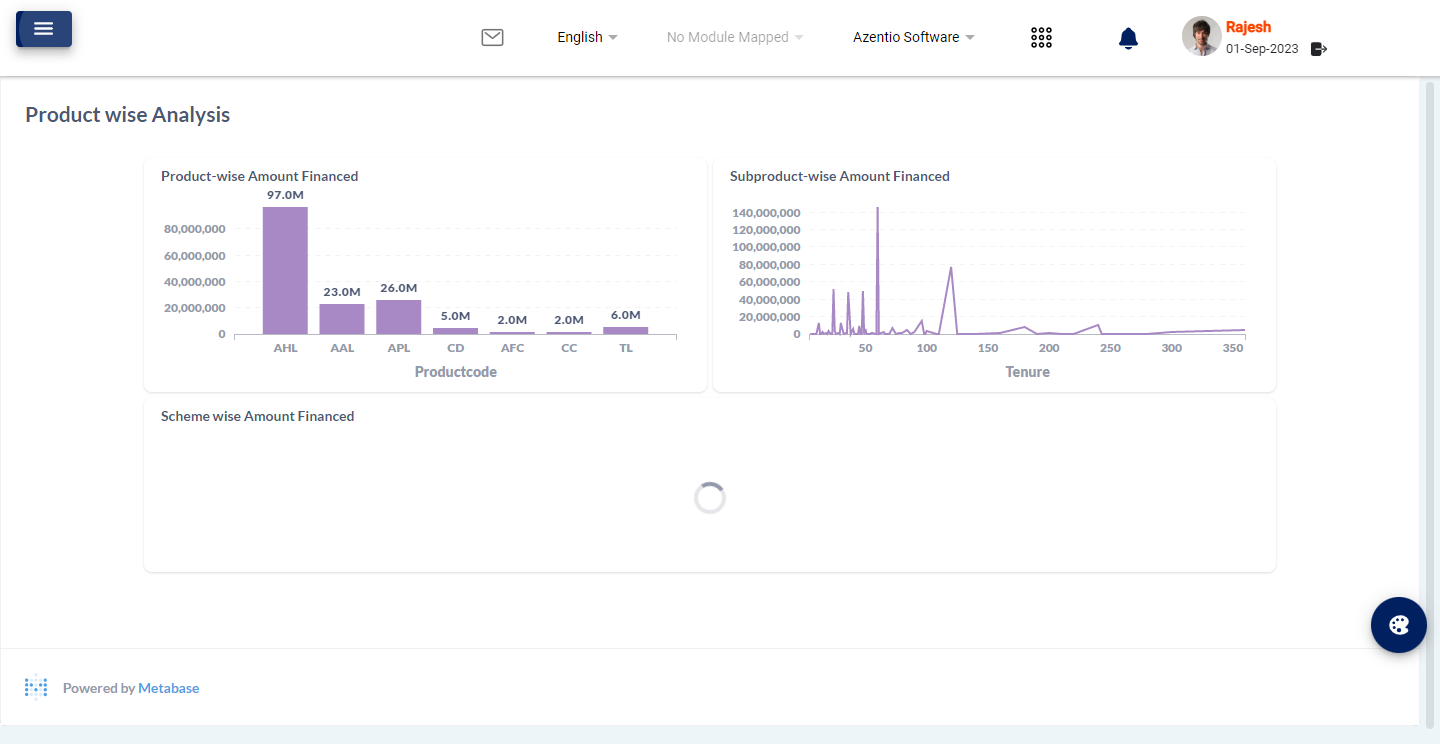 English
No Module Mapped
Azentio Software
Rajesh
01-Sep-2023
Product wise Analysis
Product-wise Amount Financed
97.0M
80,000,000
60,000,000
40,000,000
20,000,000
0
23.0M
26.0M
5.0M
2.0M
2.0M
6.0M
AHL
AAL
APL
CD
AFC
CC
TL
Productcode
Subproduct-wise Amount Financed
140,000,000
120,000,000
100,000,000
80,000,000
60,000,000
40,000,000
20,000,000
0
50
100
150
200
250
300
350
Tenure
Scheme wise Amount Financed
Powered by Metabase